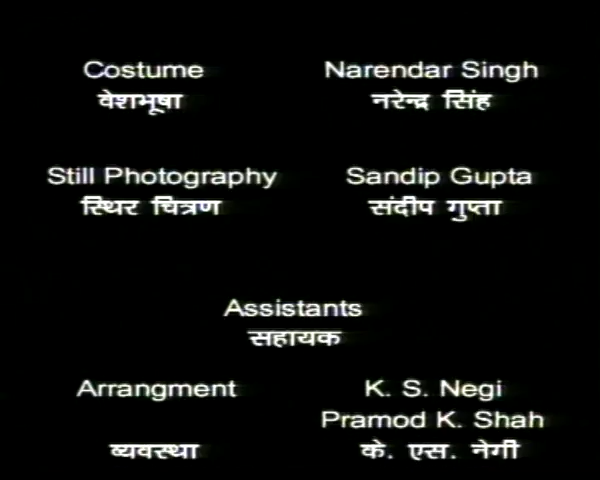 Costume Narendar Singh
वेशभूषा नरेन्द्र सिंह
Still Photography Sandip Gupta
स्थिर चित्रण संदीप गुप्ता
Assistants
सहायक
Arrangment K. S. Negi
Pramod K. Shah
व्यवस्था के. एस. नेगी